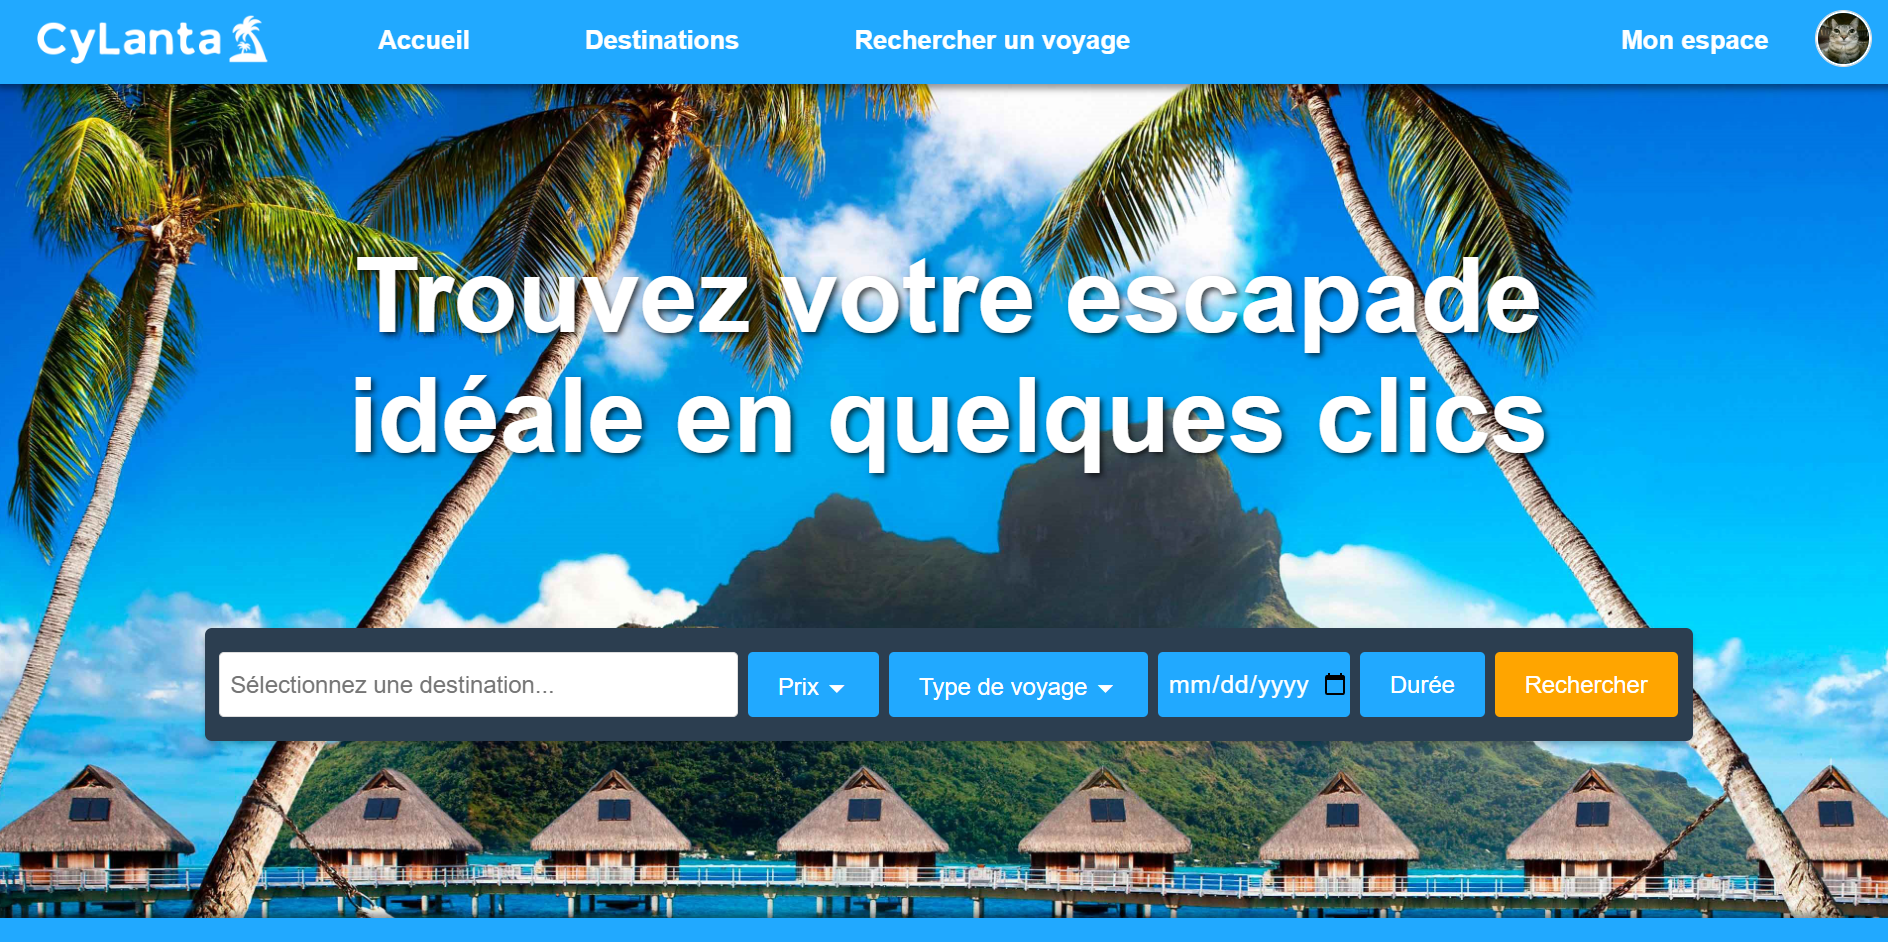 CyLanta
Accueil
Destinations
Rechercher un voyage
Mon espace
Trouvez votre escapade
idéale en quelques clics
Sélectionnez une destination...
Prix
Type de voyage
mm/dd/yyyy
Durée
Rechercher